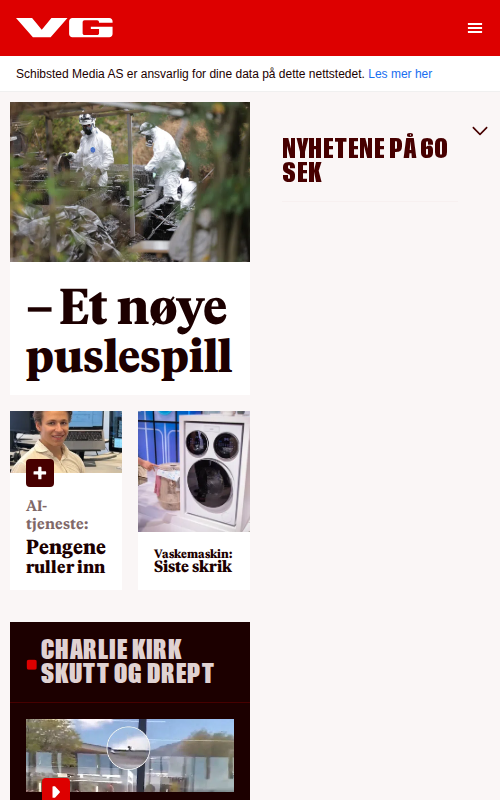 VG
Schibsted Media AS er ansvarlig for dine data på dette nettstedet. Les mer her
– Et nøye
puslespill
NYHETENE PÅ 60
SEK
AI-
tjeneste:
Pengene
ruller inn
Vaskemaskin:
Siste skrik
CHARLIE KIRK
SKUTT OG DREPT